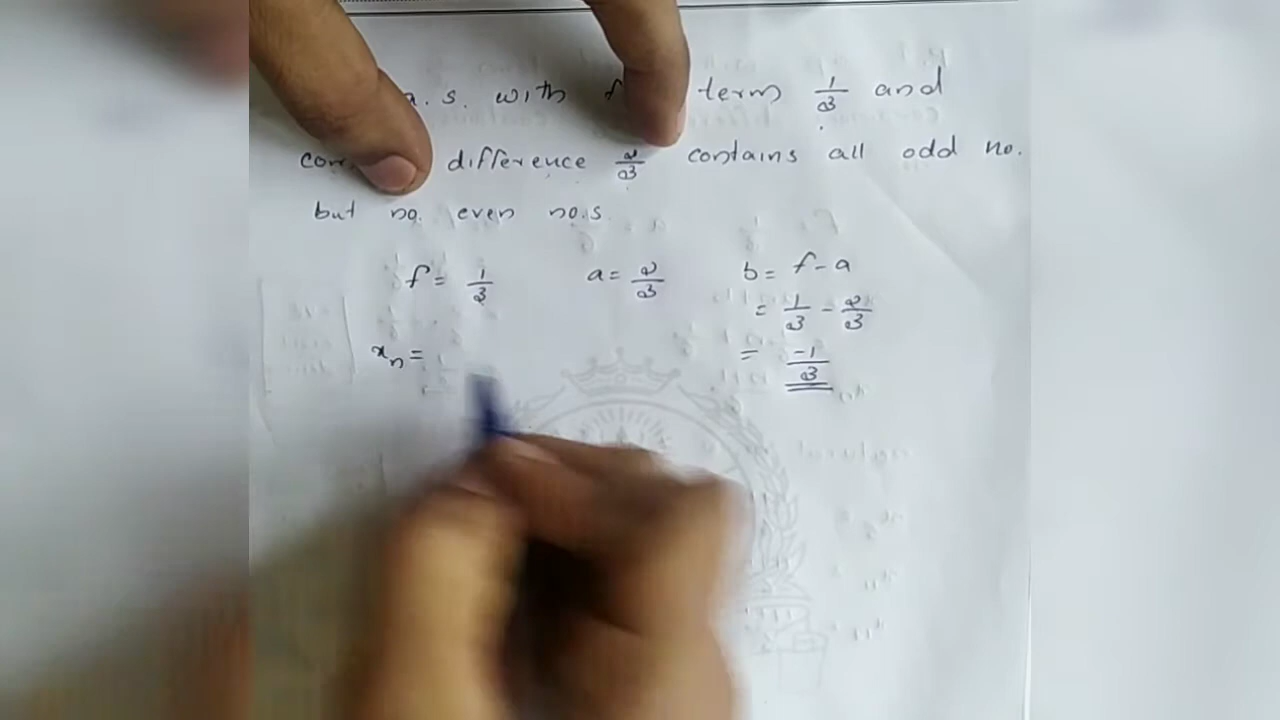 a.s. with term 1/3 and
difference 2/3 contains all odd no.
but no. even no.s
f = 1/3 a = 2/3 b = f - a
= 1/3 - 2/3
xn = = -1/3